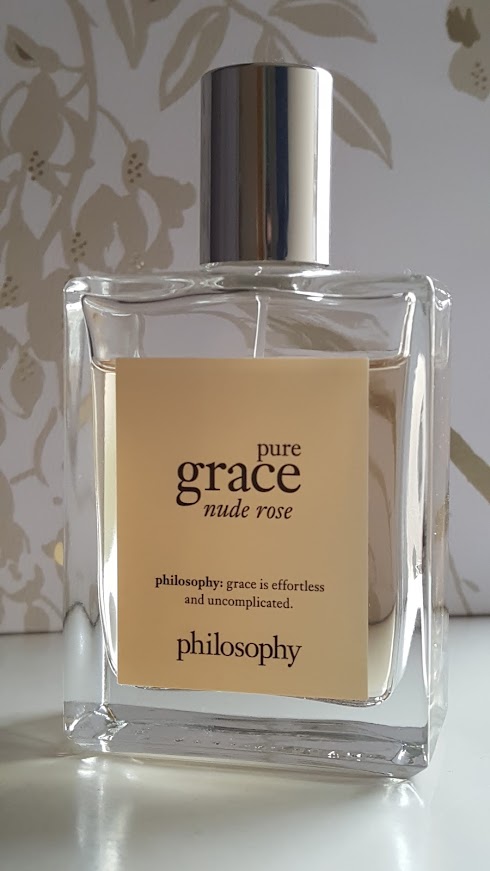 pure
grace
nude rose
philosophy: grace is effortless
and uncomplicated.
philosophy